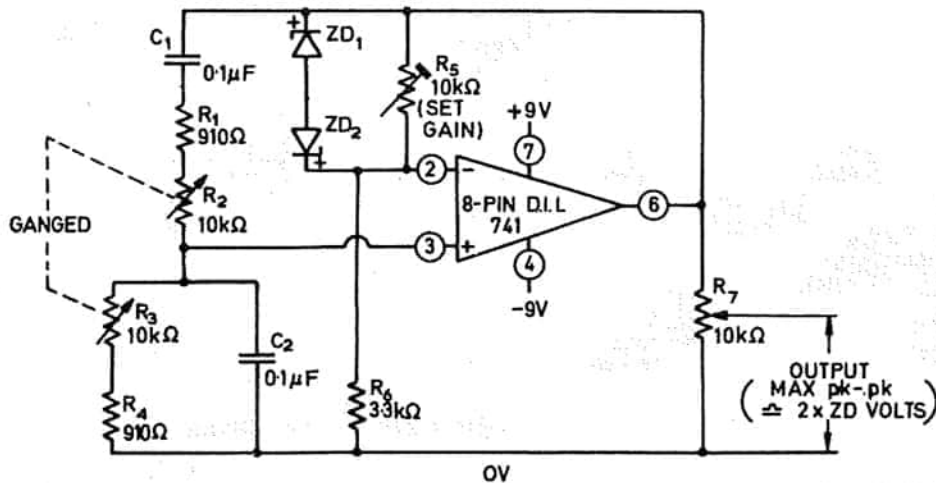 C1
0·1μF
R1
910Ω
R2
10kΩ
GANGED
R3
10kΩ
R4
910Ω
C2
0·1μF
+
ZD1
ZD2
+
R5
10kΩ
(SET
GAIN)
R6
3·3kΩ
+9V
7
2
−
8-PIN D.I.L
741
6
3
+
4
−9V
R7
10kΩ
OUTPUT
( MAX pk-.pk
≏ 2 x ZD VOLTS )
0V